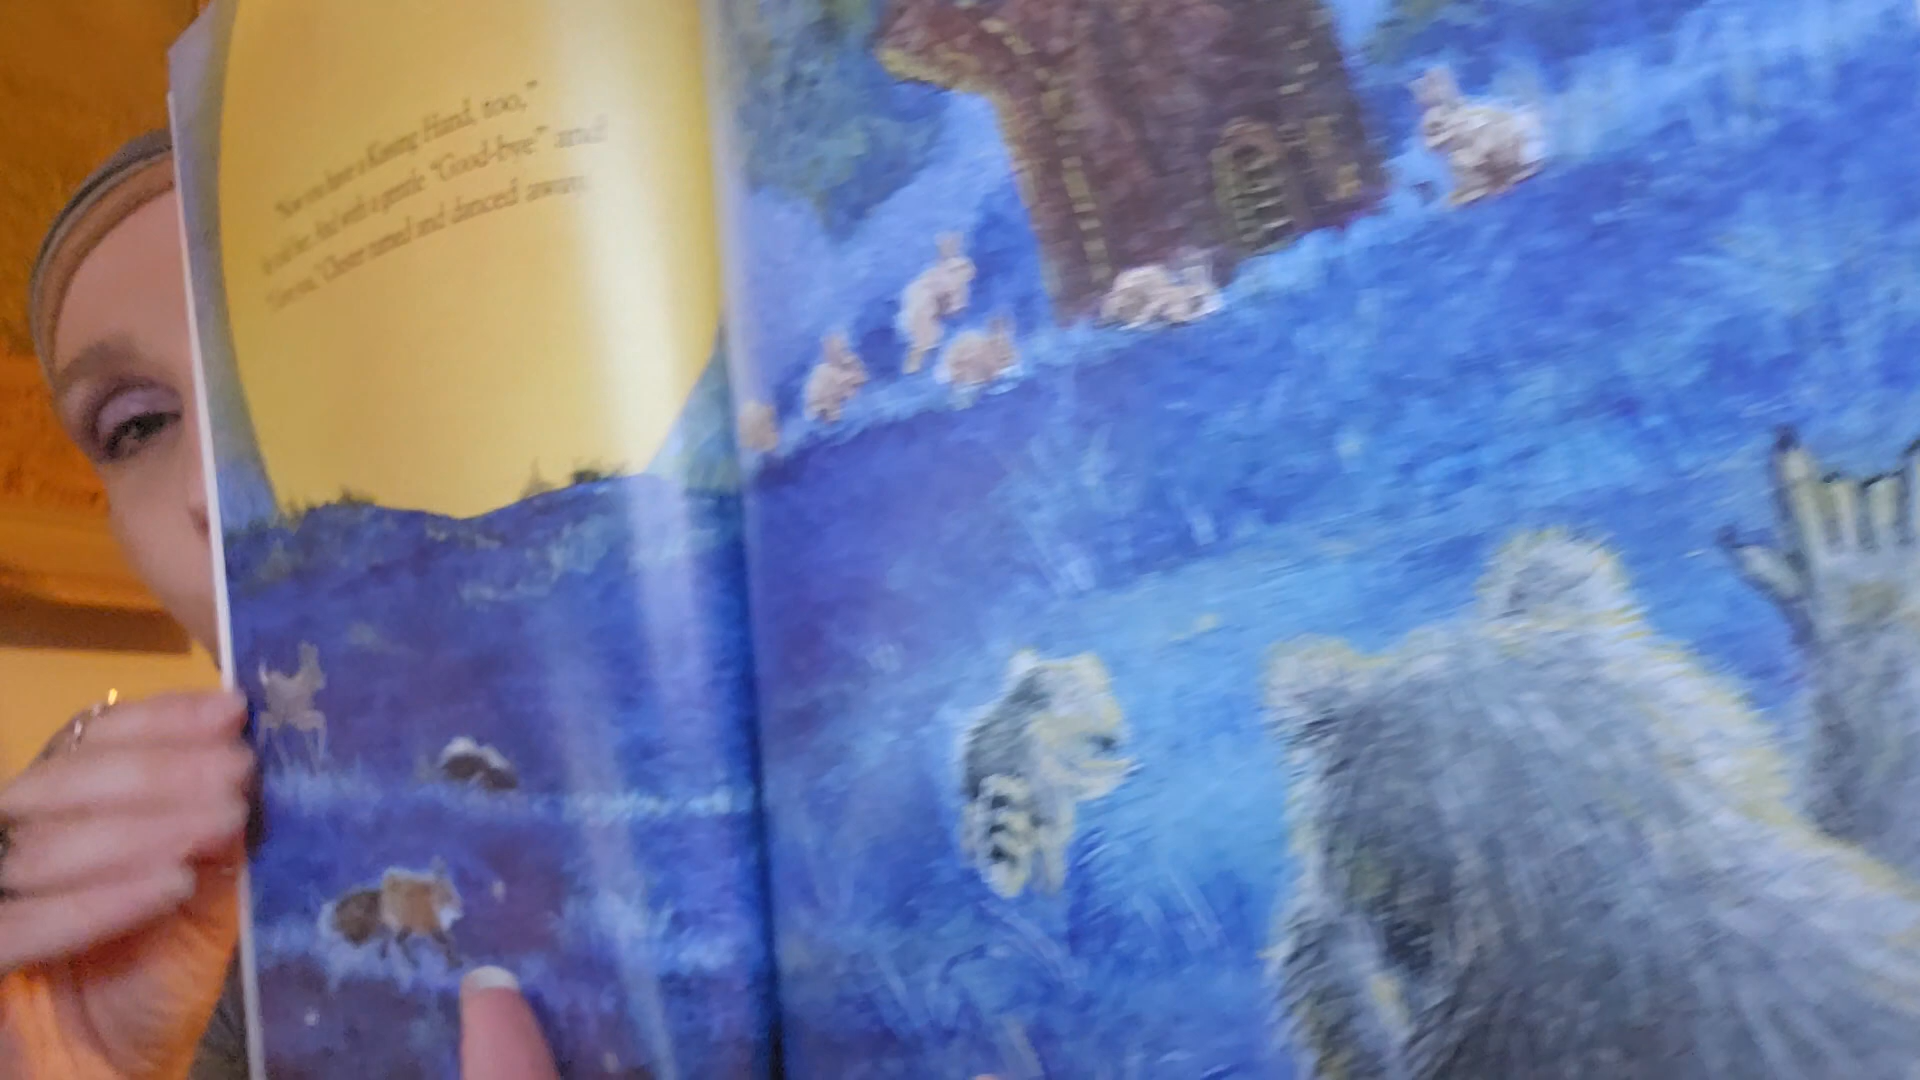 "Now you have a Kissing Hand, too,"
he told her. And with a gentle "Good-bye" and
"I love you," Chester turned and danced away.